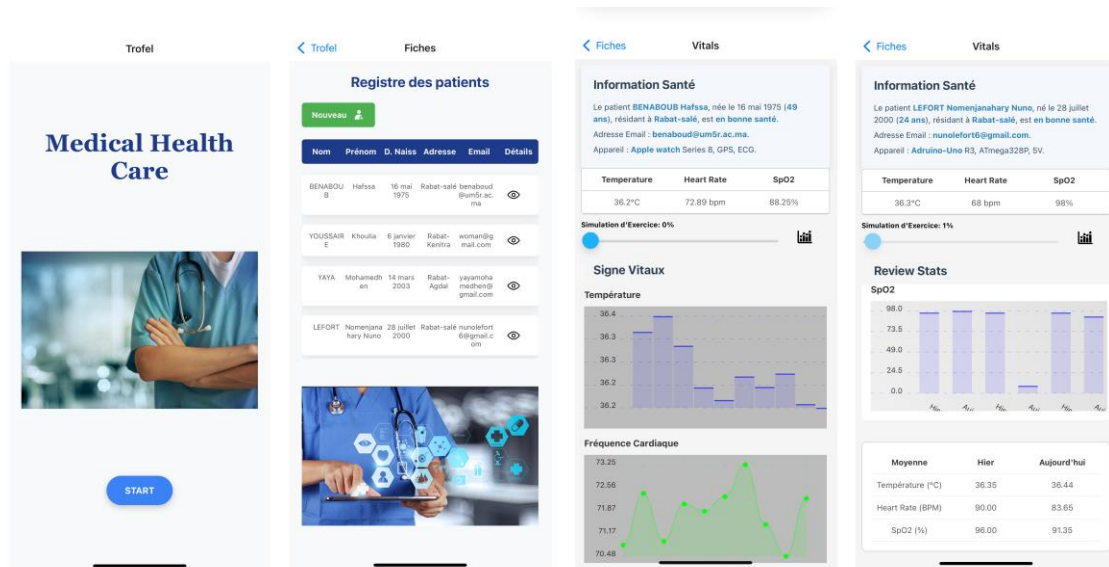 Trofel
Medical Health
Care
START
Trofel
Fiches
Registre des patients
Nouveau
Nom Prénom D. Naiss Adresse Email Détails
BENABOU Hafssa 16 mai Rabat-salé benaboud
B 1975 @um5r.ac.
ma
YOUSSAIR Khoulia 6 janvier Rabat- woman@g
E 1980 Kenitra mail.com
YAYA Mohamedh 14 mars Rabat- yayamoha
en 2003 Agdal medhen@
gmail.com
LEFORT Nomenjana 28 juillet Rabat-salé nunolefort
hary Nuno 2000 6@gmail.c
om
Fiches
Vitals
Information Santé
Le patient BENABOUB Hafssa, née le 16 mai 1975 (49
ans), résidant à Rabat-salé, est en bonne santé.
Adresse Email : benaboud@um5r.ac.ma.
Appareil : Apple watch Series 8, GPS, ECG.
Temperature Heart Rate SpO2
36.2°C 72.89 bpm 88.25%
Simulation d'Exercice: 0%
Signe Vitaux
Température
36.4
36.3
36.3
36.2
36.2
Fréquence Cardiaque
73.25
72.56
71.87
71.17
70.48
Fiches
Vitals
Information Santé
Le patient LEFORT Nomenjanahary Nuno, né le 28 juillet
2000 (24 ans), résidant à Rabat-salé, est en bonne santé.
Adresse Email : nunolefort6@gmail.com.
Appareil : Adruino-Uno R3, ATmega328P, 5V.
Temperature Heart Rate SpO2
36.3°C 68 bpm 98%
Simulation d'Exercice: 1%
Review Stats
SpO2
98.0
73.5
49.0
24.5
0.0
Moyenne Hier Aujourd'hui
Température (°C) 36.35 36.44
Heart Rate (BPM) 90.00 83.65
SpO2 (%) 96.00 91.35